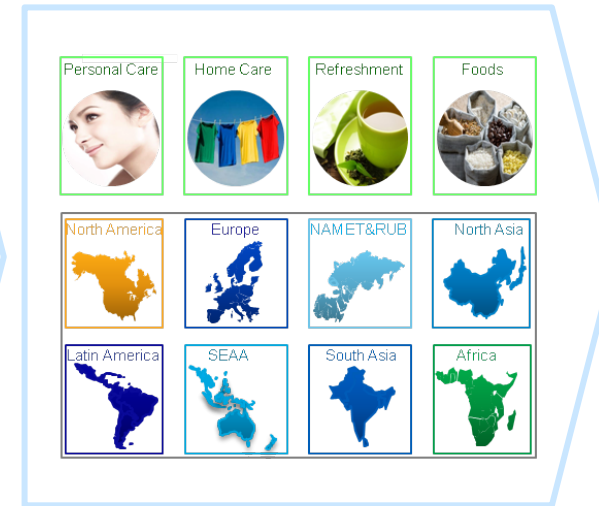 Personal Care
Home Care
Refreshment
Foods
North America
Europe
NAMET&RUB
North Asia
Latin America
SEAA
South Asia
Africa